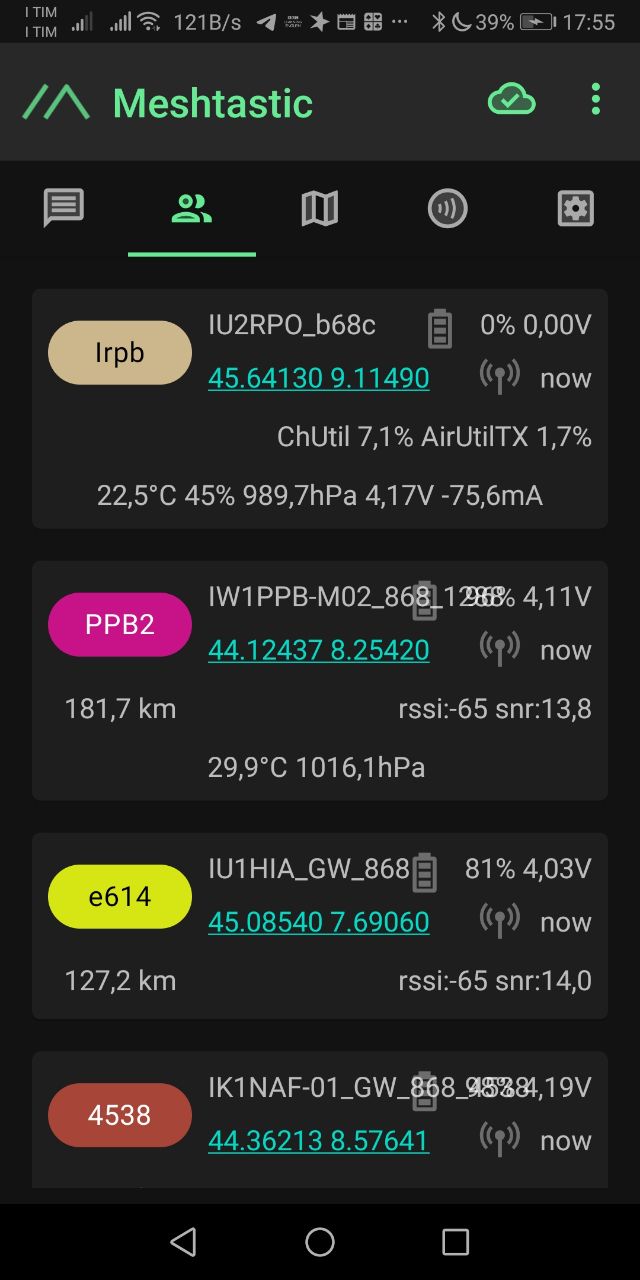 I TIM
I TIM
121B/s
39%
17:55
Meshtastic
Irpb
IU2RPO_b68c
0% 0,00V
45.64130 9.11490
now
ChUtil 7,1% AirUtilTX 1,7%
22,5°C 45% 989,7hPa 4,17V -75,6mA
PPB2
IW1PPB-M02_868_
4,11V
44.12437 8.25420
now
181,7 km
rssi:-65 snr:13,8
29,9°C 1016,1hPa
e614
IU1HIA_GW_868
81% 4,03V
45.08540 7.69060
now
127,2 km
rssi:-65 snr:14,0
4538
IK1NAF-01_GW_868_
4,19V
44.36213 8.57641
now